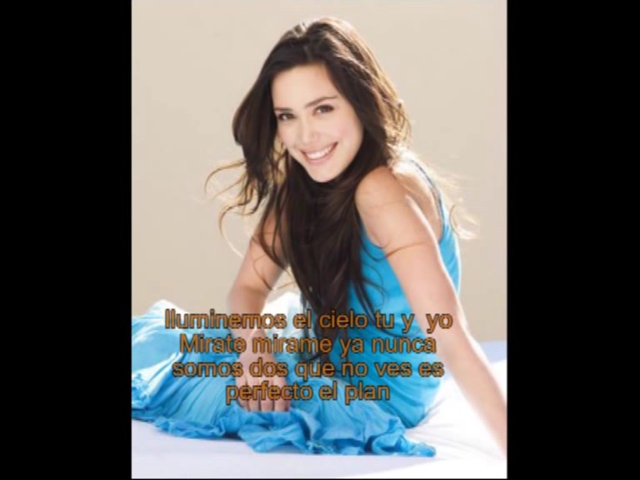 Iluminemos el cielo tu y yo
Mirate mirame ya nunca
somos dos que no ves es
perfecto el plan